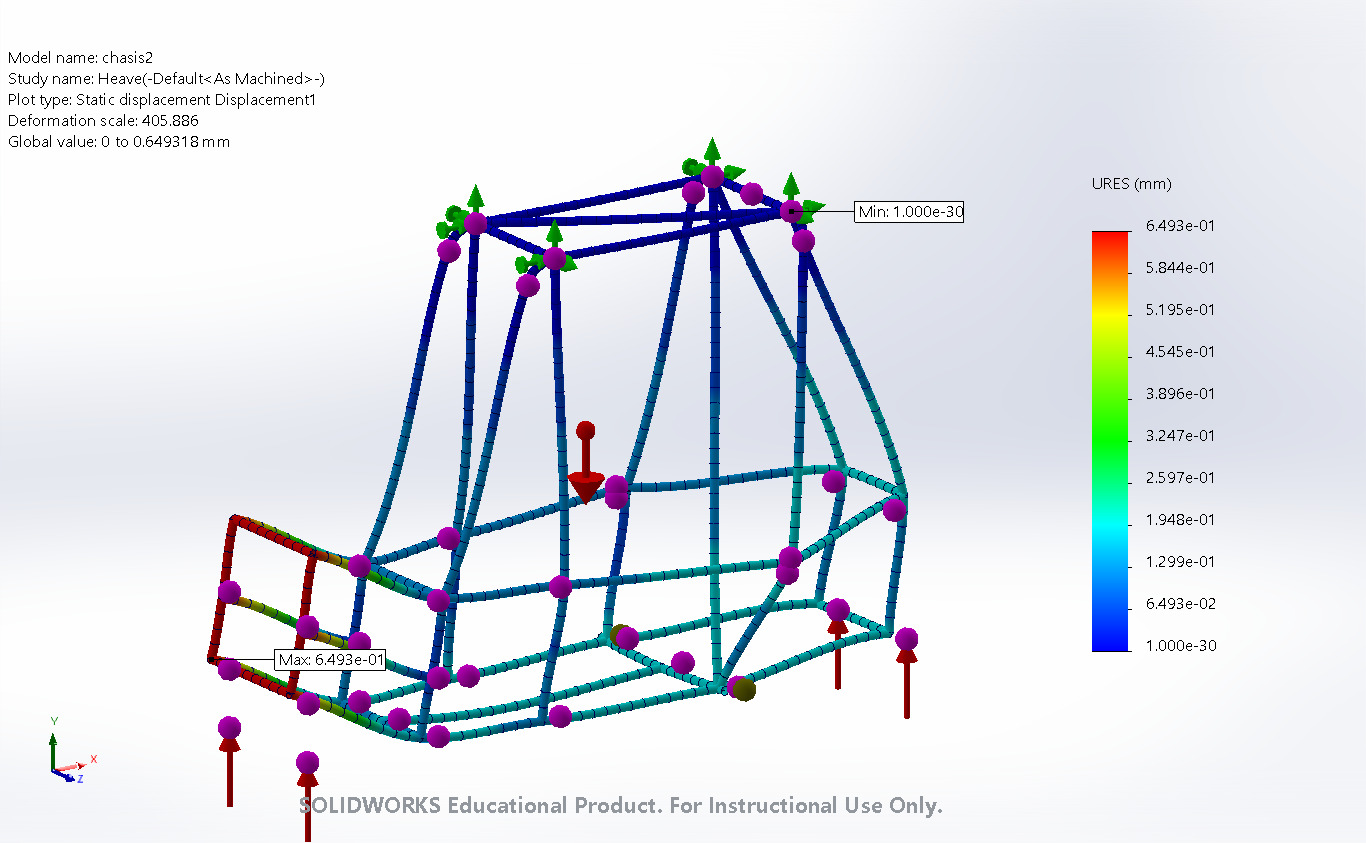 Model name: chasis2
Study name: Heave(-Default<As Machined>-)
Plot type: Static displacement Displacement1
Deformation scale: 405.886
Global value: 0 to 0.649318 mm
URES (mm)
Min: 1.000e-30
6.493e-01
5.844e-01
5.195e-01
4.545e-01
3.896e-01
3.247e-01
2.597e-01
1.948e-01
1.299e-01
6.493e-02
1.000e-30
Max: 6.493e-01
Y
X
Z
SOLIDWORKS Educational Product. For Instructional Use Only.